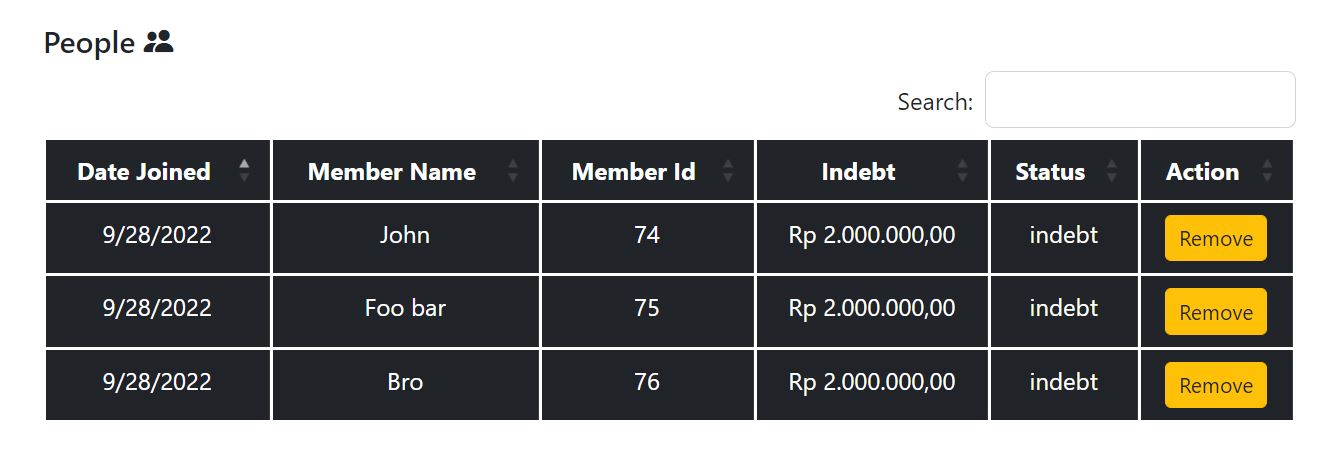 People
Search:
Date Joined Member Name Member Id Indebt Status Action
9/28/2022 John 74 Rp 2.000.000,00 indebt Remove
9/28/2022 Foo bar 75 Rp 2.000.000,00 indebt Remove
9/28/2022 Bro 76 Rp 2.000.000,00 indebt Remove